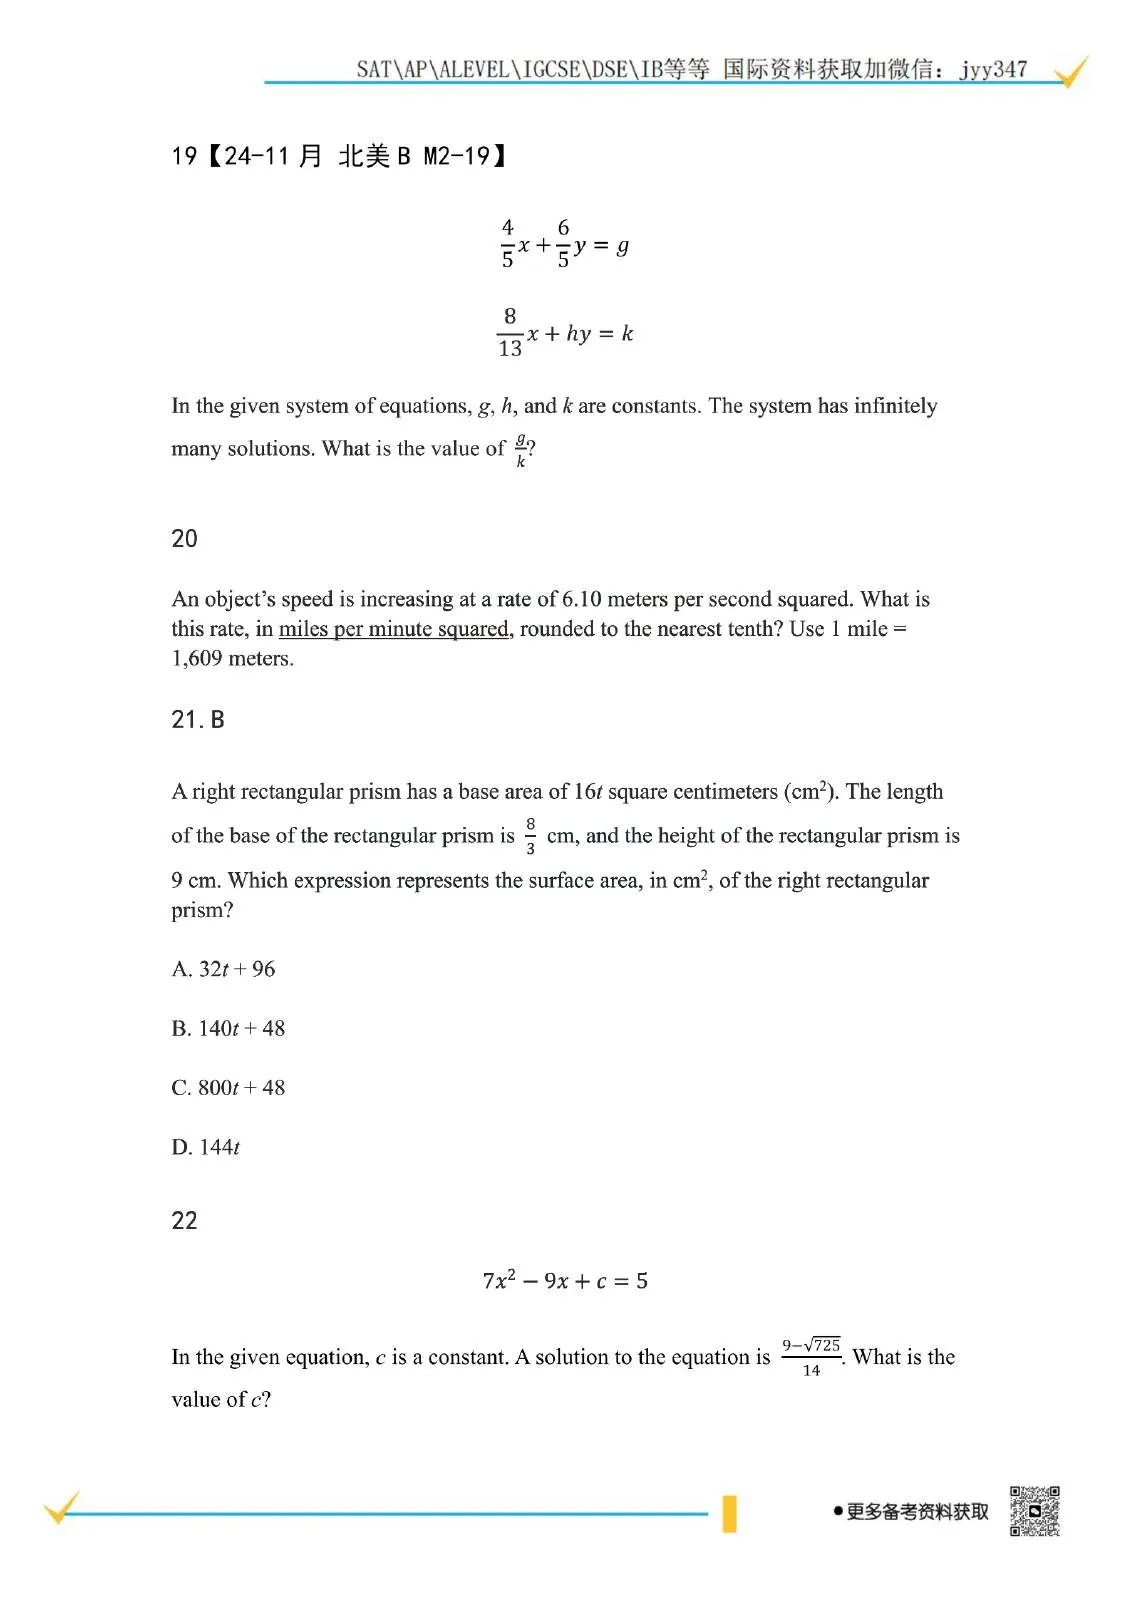 SAT\AP\ALEVEL\IGCSE\DSE\IB等等 国际资料获取加微信：jyy347
19【24-11月 北美B M2-19】
4/5 x + 6/5 y = g
8/13 x + hy = k
In the given system of equations, g, h, and k are constants. The system has infinitely
many solutions. What is the value of g/k?
20
An object’s speed is increasing at a rate of 6.10 meters per second squared. What is
this rate, in miles per minute squared, rounded to the nearest tenth? Use 1 mile =
1,609 meters.
21.B
A right rectangular prism has a base area of 16t square centimeters (cm²). The length
of the base of the rectangular prism is 8/3 cm, and the height of the rectangular prism is
9 cm. Which expression represents the surface area, in cm², of the right rectangular
prism?
A. 32t + 96
B. 140t + 48
C. 800t + 48
D. 144t
22
7x² − 9x + c = 5
In the given equation, c is a constant. A solution to the equation is (9−√725)/14. What is the
value of c?
●更多备考资料获取